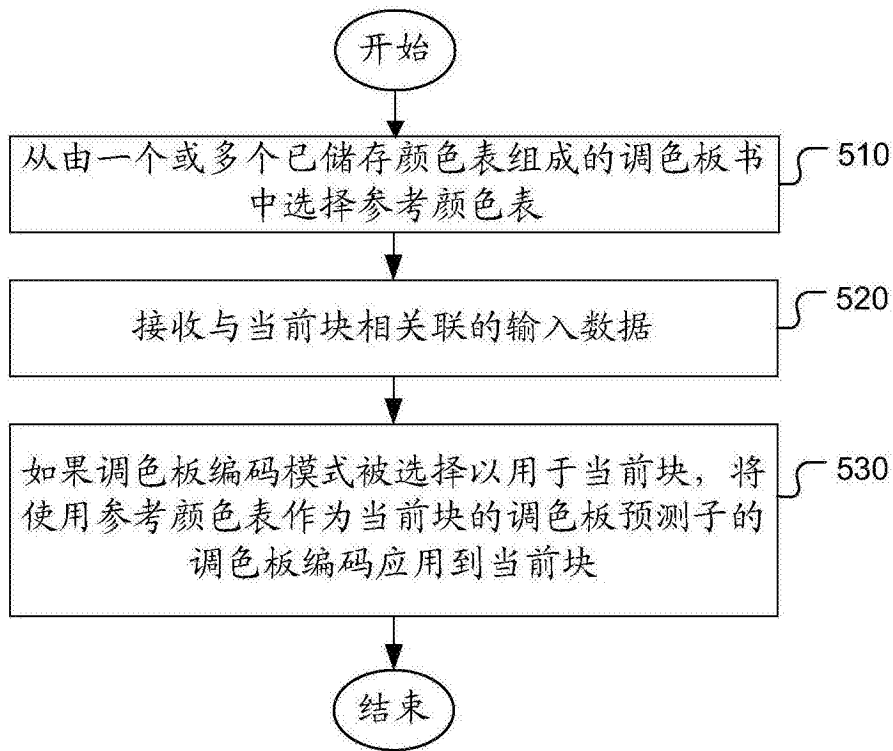 开始
从由一个或多个已储存颜色表组成的调色板书
中选择参考颜色表
510
接收与当前块相关联的输入数据
520
如果调色板编码模式被选择以用于当前块，将
使用参考颜色表作为当前块的调色板预测子的
调色板编码应用到当前块
530
结束